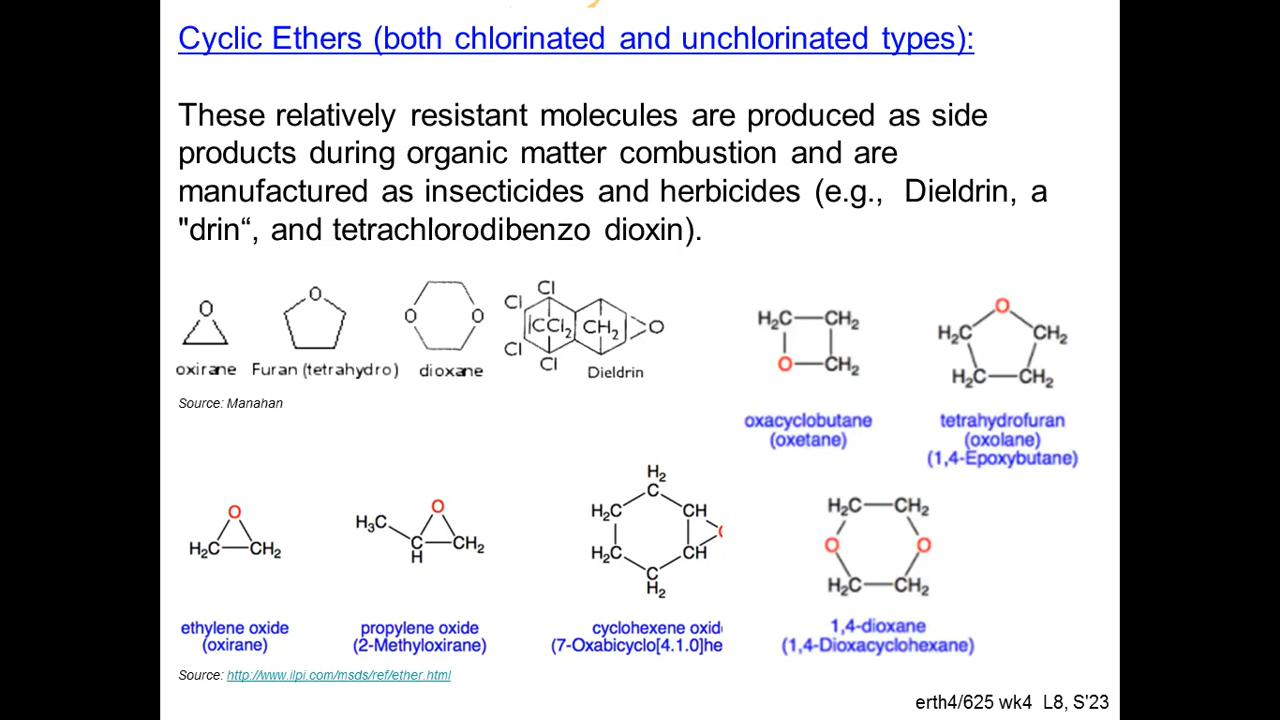 Cyclic Ethers (both chlorinated and unchlorinated types):
These relatively resistant molecules are produced as side
products during organic matter combustion and are
manufactured as insecticides and herbicides (e.g., Dieldrin, a
"drin“, and tetrachlorodibenzo dioxin).
O
oxirane
O
Furan (tetrahydro)
O O
dioxane
Cl
Cl
CCl2 CH2 O
Cl
Cl
Dieldrin
Source: Manahan
H2C CH2
O CH2
oxacyclobutane
(oxetane)
O
H2C CH2
H2C CH2
tetrahydrofuran
(oxolane)
(1,4-Epoxybutane)
O
H2C CH2
ethylene oxide
(oxirane)
O
H3C
C CH2
H
propylene oxide
(2-Methyloxirane)
H2
C
H2C CH
H2C CH
C
H2
cyclohexene oxid
(7-Oxabicyclo[4.1.0]he
H2C CH2
O O
H2C CH2
1,4-dioxane
(1,4-Dioxacyclohexane)
Source: http://www.ilpi.com/msds/ref/ether.html
erth4/625 wk4 L8, S'23